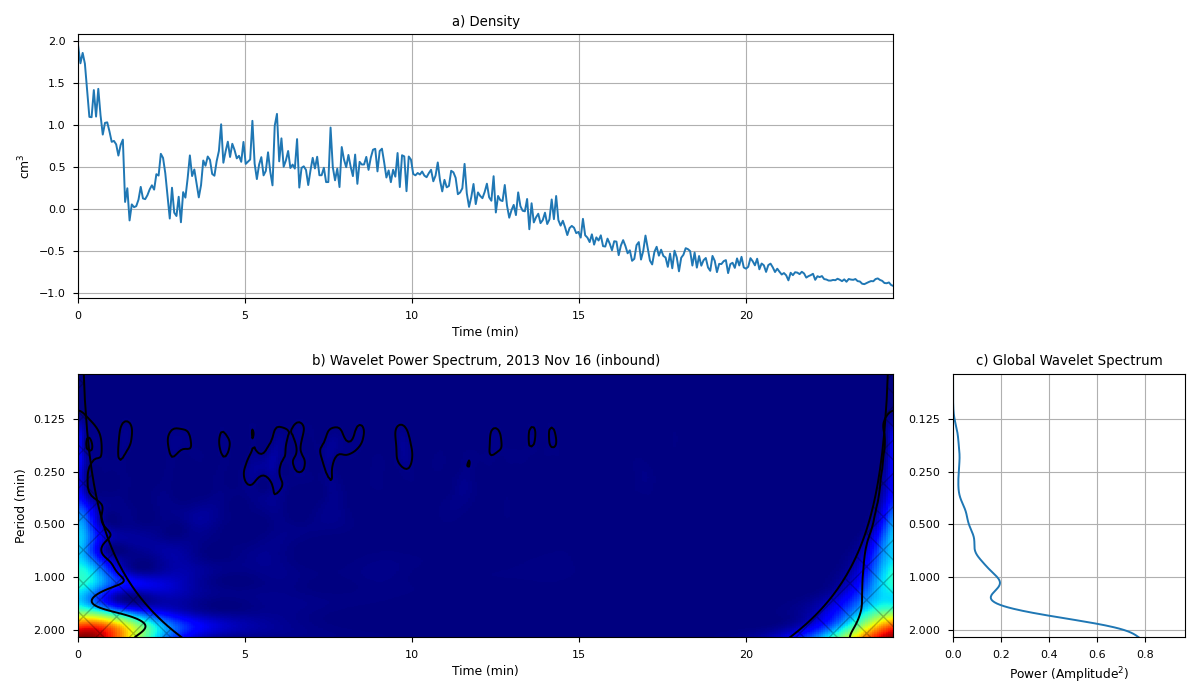 a) Density
2.0
1.5
1.0
0.5
0.0
−0.5
−1.0
cm³
0 5 10 15 20
Time (min)
b) Wavelet Power Spectrum, 2013 Nov 16 (inbound)
0.125
0.250
0.500
1.000
2.000
Period (min)
0 5 10 15 20
Time (min)
c) Global Wavelet Spectrum
0.125
0.250
0.500
1.000
2.000
0.0 0.2 0.4 0.6 0.8
Power (Amplitude²)